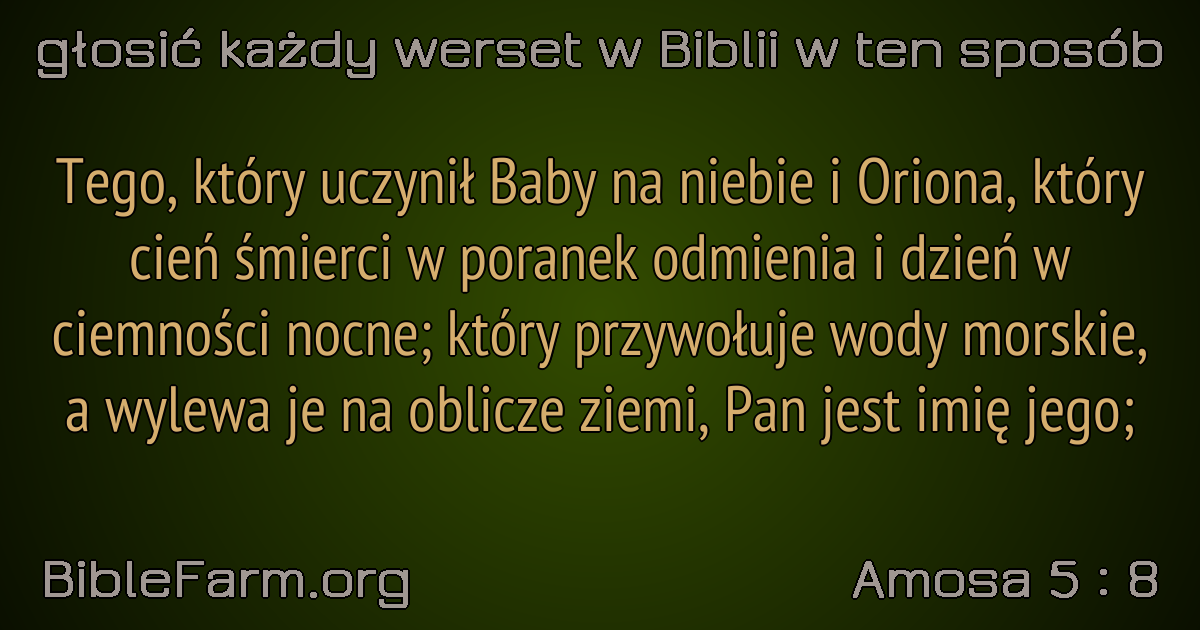 głosić każdy werset w Biblii w ten sposób
Tego, który uczynił Baby na niebie i Oriona, który
cień śmierci w poranek odmienia i dzień w
ciemności nocne; który przywołuje wody morskie,
a wylewa je na oblicze ziemi, Pan jest imię jego;
BibleFarm.org
Amosa 5 : 8